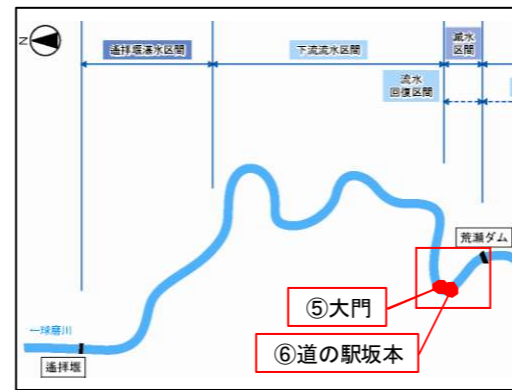 N
遙拝堰湛水区間
下流流水区間
減水
区間
流水
回復区間
荒瀬ダム
⑤大門
⑥道の駅坂本
球磨川
遙拝堰